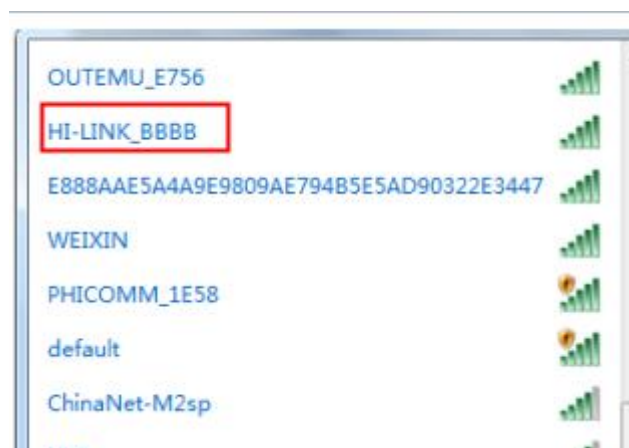 OUTEMU_E756
HI-LINK_BBBB
E888AAE5A4A9E9809AE794B5E5AD90322E3447
WEIXIN
PHICOMM_1E58
default
ChinaNet-M2sp